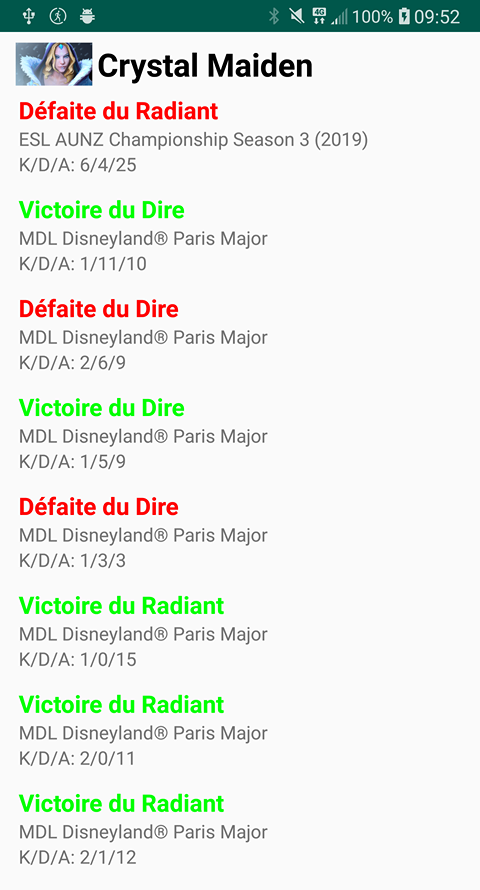 4G 100% 09:52
Crystal Maiden
Défaite du Radiant
ESL AUNZ Championship Season 3 (2019)
K/D/A: 6/4/25
Victoire du Dire
MDL Disneyland® Paris Major
K/D/A: 1/11/10
Défaite du Dire
MDL Disneyland® Paris Major
K/D/A: 2/6/9
Victoire du Dire
MDL Disneyland® Paris Major
K/D/A: 1/5/9
Défaite du Dire
MDL Disneyland® Paris Major
K/D/A: 1/3/3
Victoire du Radiant
MDL Disneyland® Paris Major
K/D/A: 1/0/15
Victoire du Radiant
MDL Disneyland® Paris Major
K/D/A: 2/0/11
Victoire du Radiant
MDL Disneyland® Paris Major
K/D/A: 2/1/12